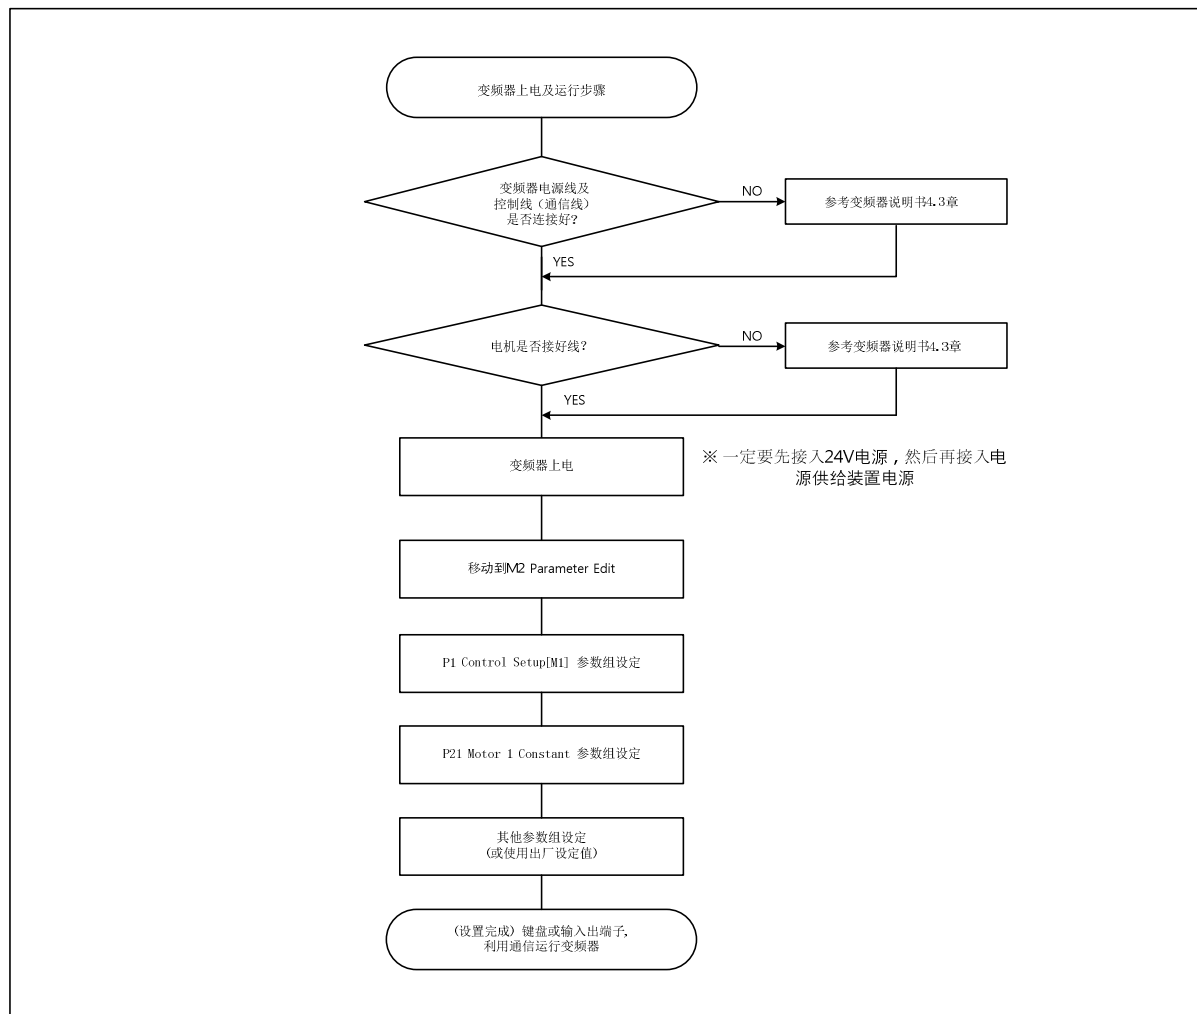 变频器上电及运行步骤
变频器电源线及
控制线（通信线）
是否连接好?
NO
参考变频器说明书4.3章
YES
电机是否接好线?
NO
参考变频器说明书4.3章
YES
变频器上电
※ 一定要先接入24V电源，然后再接入电
源供给装置电源
移动到M2 Parameter Edit
P1 Control Setup[M1] 参数组设定
P21 Motor 1 Constant 参数组设定
其他参数组设定
(或使用出厂设定值)
(设置完成) 键盘或输入出端子,
利用通信运行变频器